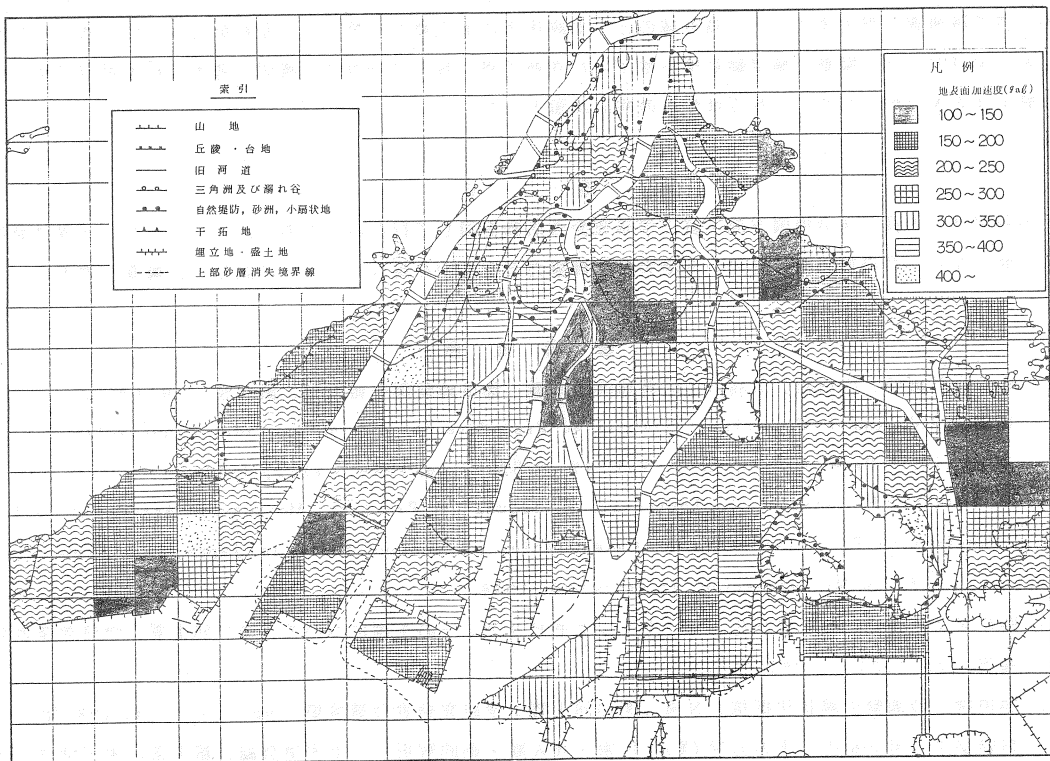 索引
山地
丘陵・台地
旧河道
三角洲及び溺れ谷
自然堤防,砂洲,小扇状地
干拓地
埋立地・盛土地
上部砂層消失境界線
凡例
地表面加速度(gal)
100~150
150~200
200~250
250~300
300~350
350~400
400~